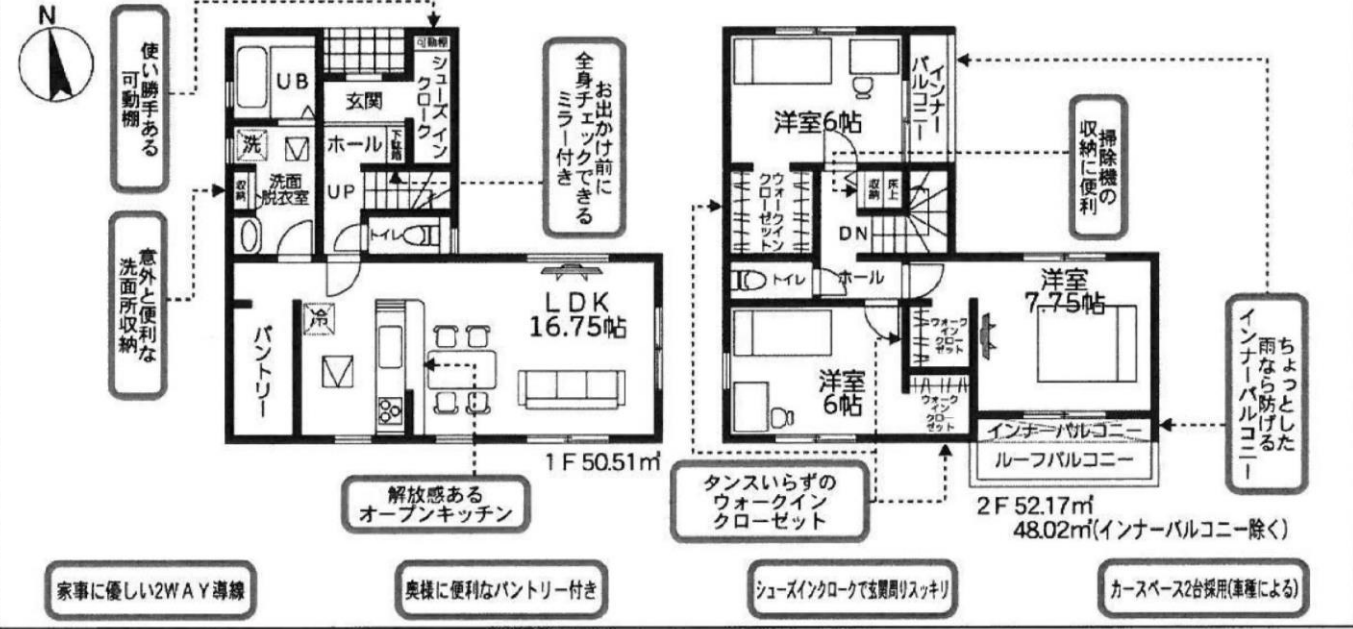 N
使い勝手ある
可動棚
意外と便利な
洗面所収納
UB
玄関
可動棚
シューズイン
クローク
洗
ホール
下駄箱
収納
洗面
脱衣室
UP
トイレ
お出かけ前に
全身チェックできる
ミラー付き
LDK
16.75帖
冷
パントリー
1F 50.51㎡
解放感ある
オープンキッチン
洋室6帖
インナー
バルコニー
掃除機の
収納に便利
ウォークイン
クローゼット
収納
床上
DN
トイレ
ホール
洋室
7.75帖
ウォーク
イン
クロー
ゼット
洋室
6帖
ウォーク
イン
クロー
ゼット
インナーバルコニー
ルーフバルコニー
ちょっとした
雨なら防げる
インナーバルコニー
タンスいらずの
ウォークイン
クローゼット
2F 52.17㎡
48.02㎡(インナーバルコニー除く)
家事に優しい2WAY導線
奥様に便利なパントリー付き
シューズインクロークで玄関周りスッキリ
カースペース2台採用(車種による)